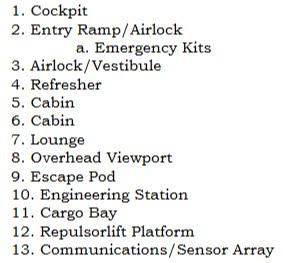 1. Cockpit
2. Entry Ramp/Airlock
a. Emergency Kits
3. Airlock/Vestibule
4. Refresher
5. Cabin
6. Cabin
7. Lounge
8. Overhead Viewport
9. Escape Pod
10. Engineering Station
11. Cargo Bay
12. Repulsorlift Platform
13. Communications/Sensor Array